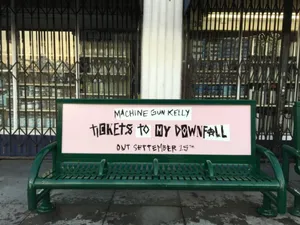 MACHINE GUN KELLY
tickets TO MY DOWNFALL
OUT SEPTEMBER 25TH